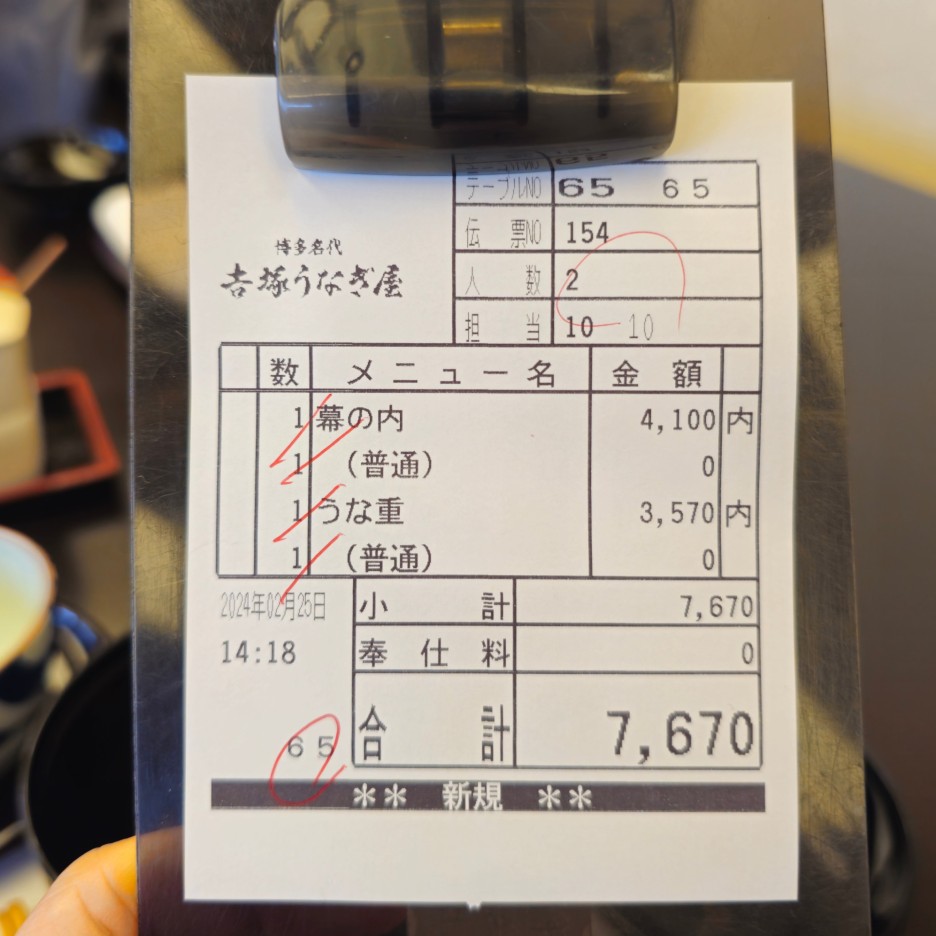 テーブルNO 65 65
伝票NO 154
博多名代
吉塚うなぎ屋
人数 2
担当 10 10
数 メニュー名 金額
1 幕の内 4,100 内
1 (普通) 0
1 うな重 3,570 内
1 (普通) 0
2024年02月25日
小計 7,670
14:18
奉仕料 0
合計 7,670
65
** 新規 **